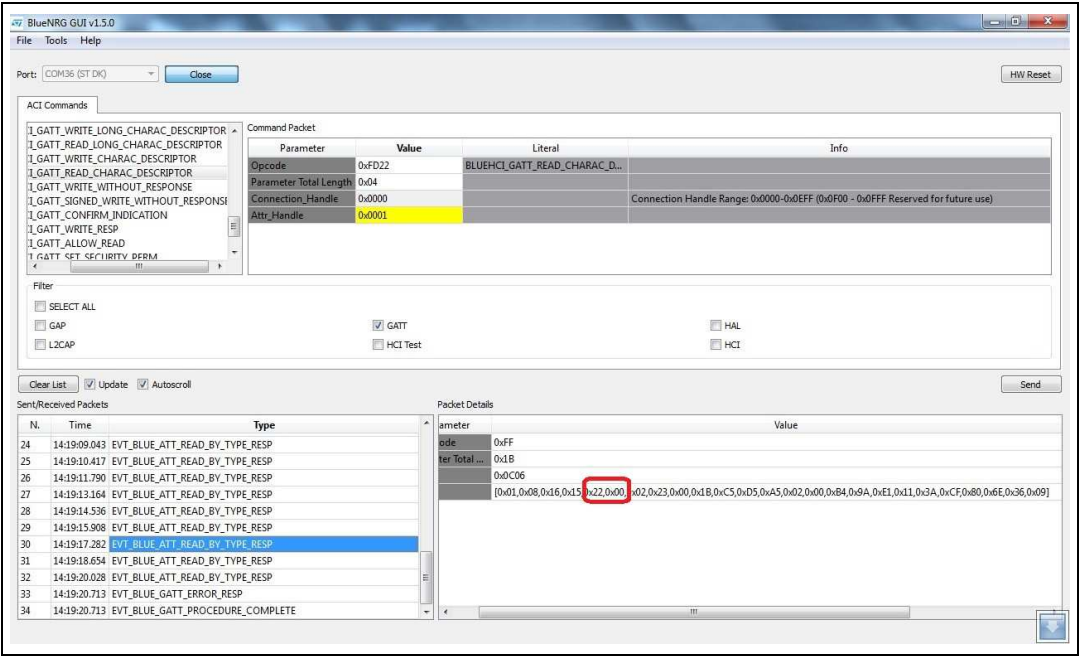 BlueNRG GUI v1.5.0
File Tools Help
Port: COM36 (ST DK) Close HW Reset
ACI Commands
I_GATT_WRITE_LONG_CHARAC_DESCRIPTOR
I_GATT_READ_LONG_CHARAC_DESCRIPTOR
I_GATT_WRITE_CHARAC_DESCRIPTOR
I_GATT_READ_CHARAC_DESCRIPTOR
I_GATT_WRITE_WITHOUT_RESPONSE
I_GATT_SIGNED_WRITE_WITHOUT_RESPONSE
I_GATT_CONFIRM_INDICATION
I_GATT_WRITE_RESP
I_GATT_ALLOW_READ
I_GATT_SET_SECURITY_PERM
Command Packet
Parameter Value Literal Info
Opcode 0xFD22 BLUEHCI_GATT_READ_CHARAC_D...
Parameter Total Length 0x04
Connection_Handle 0x0000 Connection Handle Range: 0x0000-0x0EFF (0x0F00 - 0x0FFF Reserved for future use)
Attr_Handle 0x0001
Filter
SELECT ALL
GAP GATT HAL
L2CAP HCI Test HCI
Clear List Update Autoscroll Send
Sent/Received Packets
N. Time Type
24 14:19:09.043 EVT_BLUE_ATT_READ_BY_TYPE_RESP
25 14:19:10.417 EVT_BLUE_ATT_READ_BY_TYPE_RESP
26 14:19:11.790 EVT_BLUE_ATT_READ_BY_TYPE_RESP
27 14:19:13.164 EVT_BLUE_ATT_READ_BY_TYPE_RESP
28 14:19:14.536 EVT_BLUE_ATT_READ_BY_TYPE_RESP
29 14:19:15.908 EVT_BLUE_ATT_READ_BY_TYPE_RESP
30 14:19:17.282 EVT_BLUE_ATT_READ_BY_TYPE_RESP
31 14:19:18.654 EVT_BLUE_ATT_READ_BY_TYPE_RESP
32 14:19:20.028 EVT_BLUE_ATT_READ_BY_TYPE_RESP
33 14:19:20.713 EVT_BLUE_GATT_ERROR_RESP
34 14:19:20.713 EVT_BLUE_GATT_PROCEDURE_COMPLETE
Packet Details
ameter Value
ode 0xFF
ter Total ... 0x1B
0x0C06
[0x01,0x08,0x16,0x15,0x22,0x00,0x02,0x23,0x00,0x1B,0xC5,0xD5,0xA5,0x02,0x00,0xB4,0x9A,0xE1,0x11,0x3A,0xCF,0x80,0x6E,0x36,0x09]